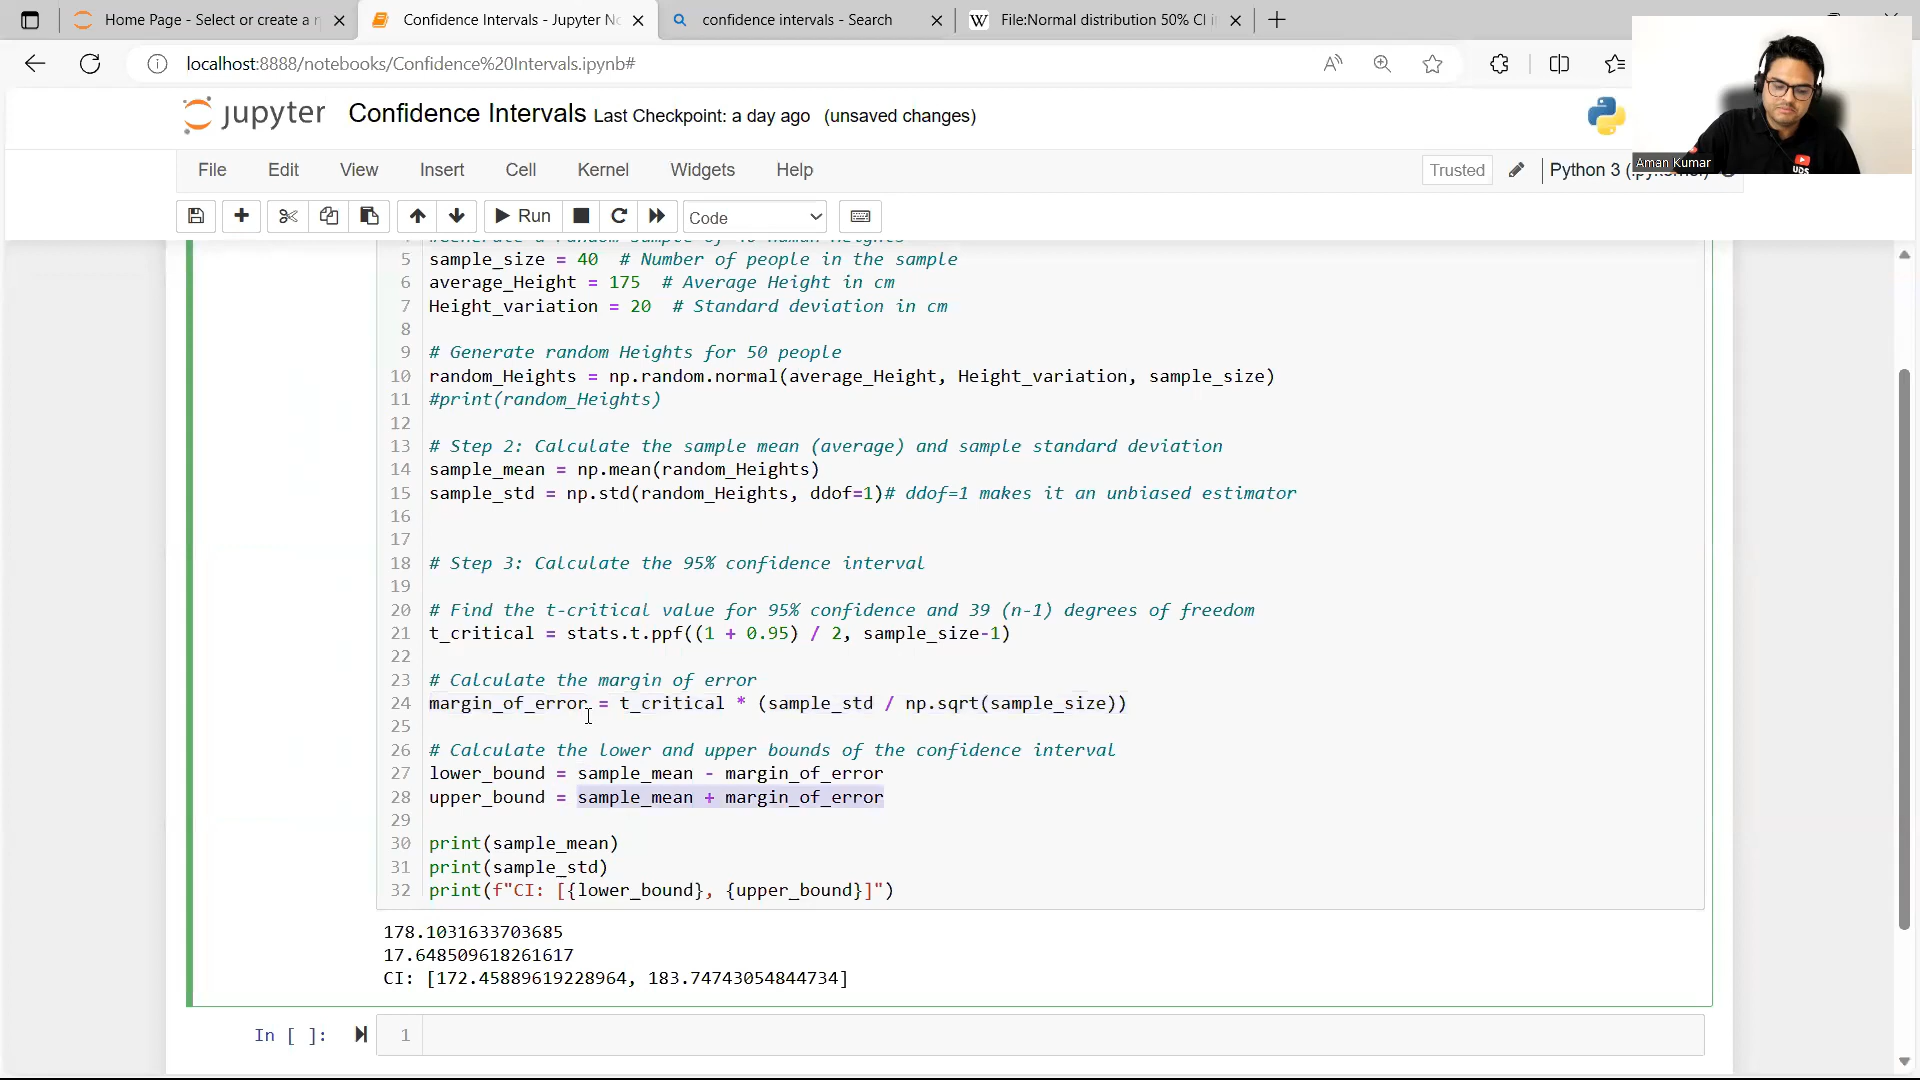 Home Page - Select or create a n
Confidence Intervals - Jupyter No
confidence intervals - Search
W File:Normal distribution 50% CI i
localhost:8888/notebooks/Confidence%20Intervals.ipynb#
jupyter Confidence Intervals Last Checkpoint: a day ago (unsaved changes)
File Edit View Insert Cell Kernel Widgets Help
Trusted
Python 3
Aman Kumar
UDS
Run
Code
#Generate a random sample of 40 Human Heights
5 sample_size = 40  # Number of people in the sample
6 average_Height = 175  # Average Height in cm
7 Height_variation = 20  # Standard deviation in cm
8
9 # Generate random Heights for 50 people
10 random_Heights = np.random.normal(average_Height, Height_variation, sample_size)
11 #print(random_Heights)
12
13 # Step 2: Calculate the sample mean (average) and sample standard deviation
14 sample_mean = np.mean(random_Heights)
15 sample_std = np.std(random_Heights, ddof=1)# ddof=1 makes it an unbiased estimator
16
17
18 # Step 3: Calculate the 95% confidence interval
19
20 # Find the t-critical value for 95% confidence and 39 (n-1) degrees of freedom
21 t_critical = stats.t.ppf((1 + 0.95) / 2, sample_size-1)
22
23 # Calculate the margin of error
24 margin_of_error = t_critical * (sample_std / np.sqrt(sample_size))
25
26 # Calculate the lower and upper bounds of the confidence interval
27 lower_bound = sample_mean - margin_of_error
28 upper_bound = sample_mean + margin_of_error
29
30 print(sample_mean)
31 print(sample_std)
32 print(f"CI: [{lower_bound}, {upper_bound}]")
178.1031633703685
17.648509618261617
CI: [172.45889619228964, 183.74743054844734]
In [ ]: 1